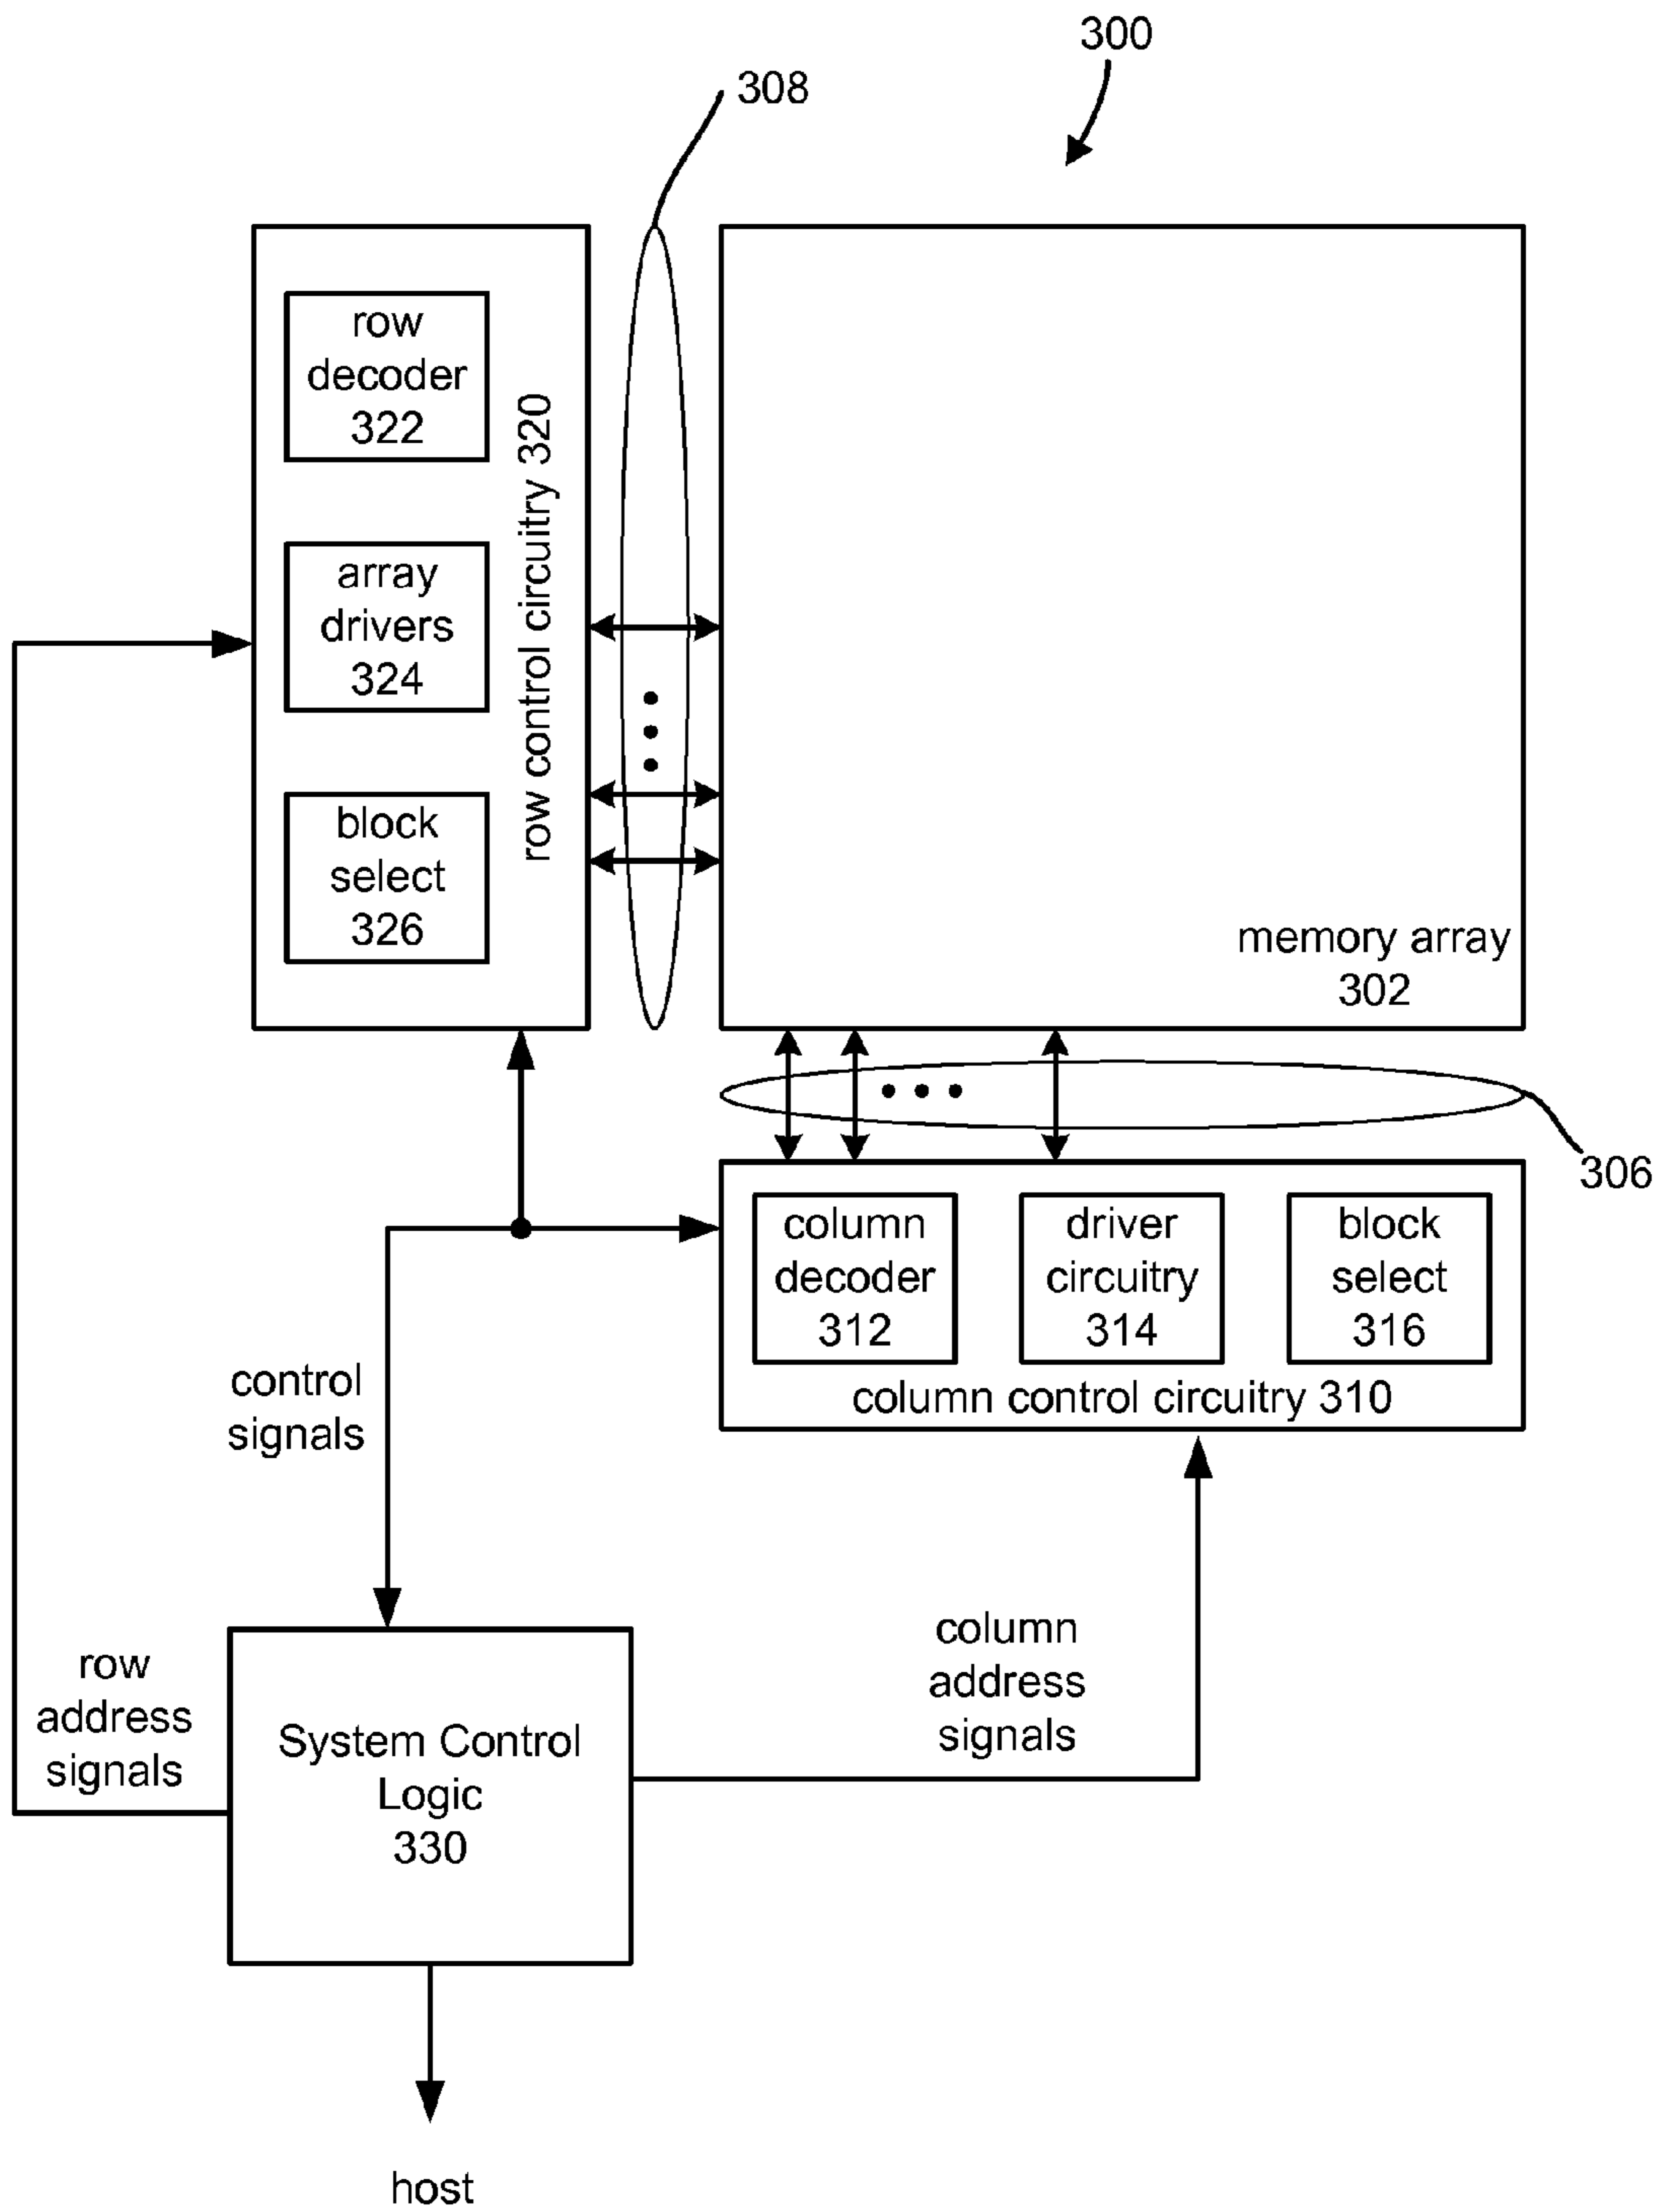 300
308
row
decoder
322
array
drivers
324
block
select
326
row control circuitry 320
memory array
302
306
column
decoder
312
driver
circuitry
314
block
select
316
column control circuitry 310
control
signals
row
address
signals
column
address
signals
System Control
Logic
330
host